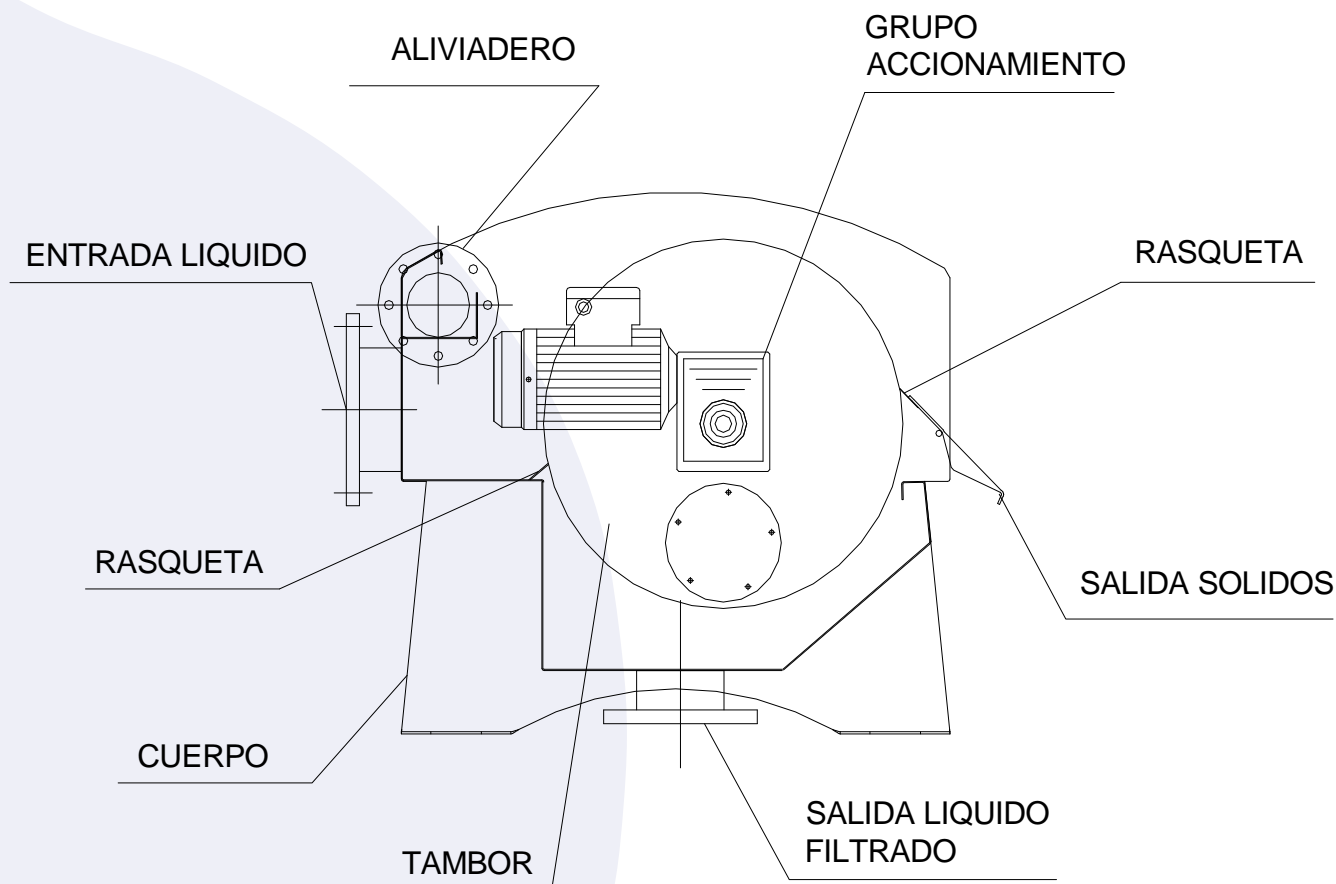 GRUPO
ACCIONAMIENTO
ALIVIADERO
ENTRADA LIQUIDO
RASQUETA
RASQUETA
SALIDA SOLIDOS
CUERPO
SALIDA LIQUIDO
FILTRADO
TAMBOR